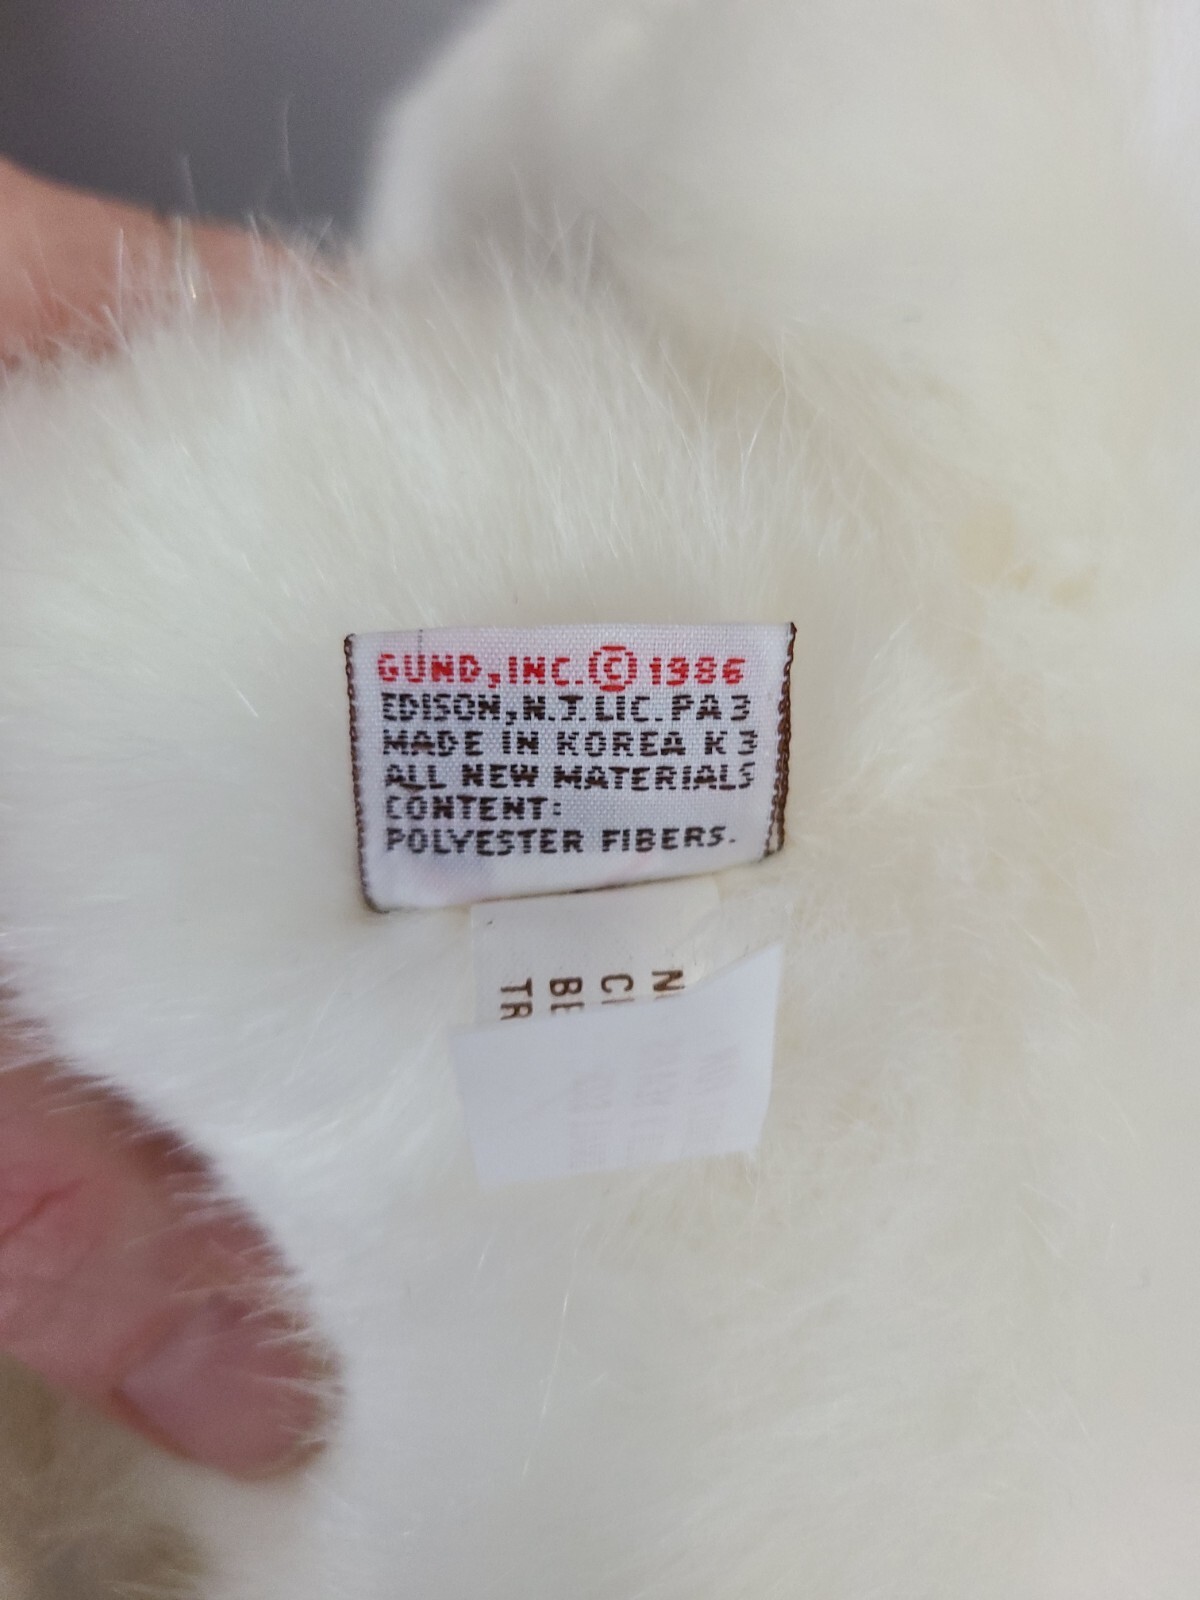 GUND, INC. © 1986
EDISON, N.J. LIC. PA 3
MADE IN KOREA K 3
ALL NEW MATERIALS
CONTENT:
POLYESTER FIBERS.